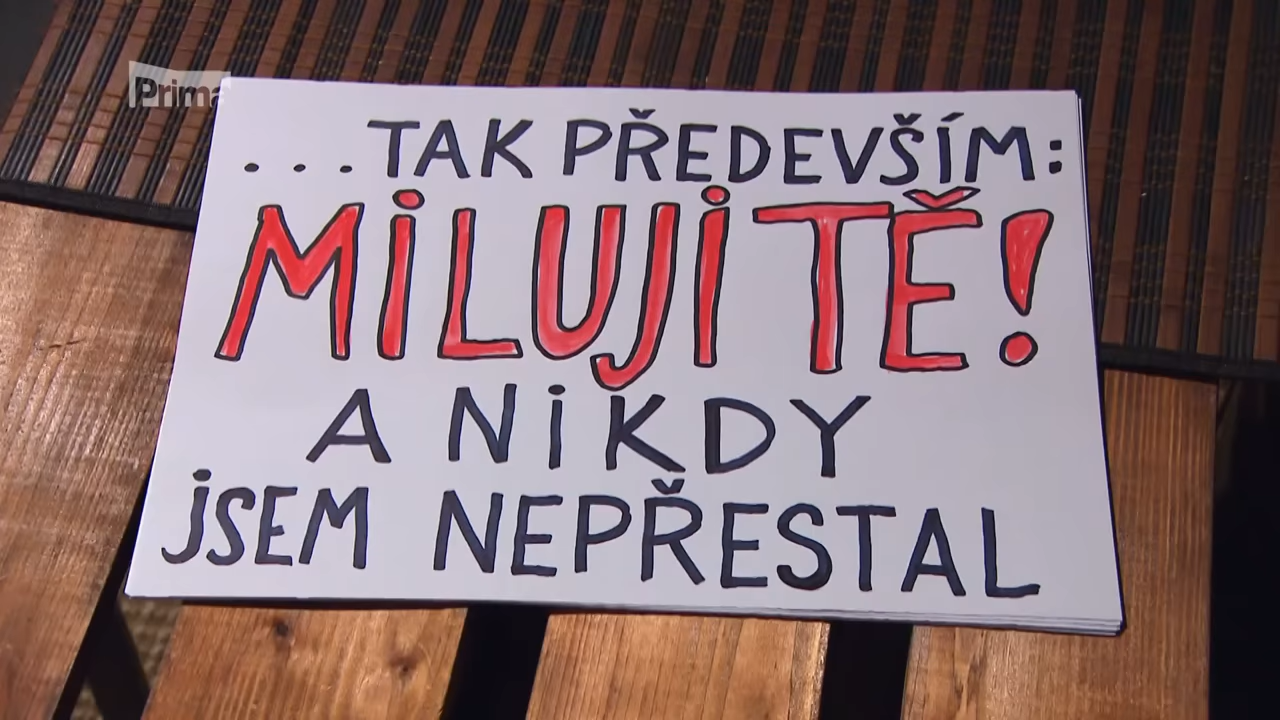 Prima
...TAK PŘEDEVŠÍM:
MiLUJi TĚ!
A NiKDY
jSEM NEPŘESTAL